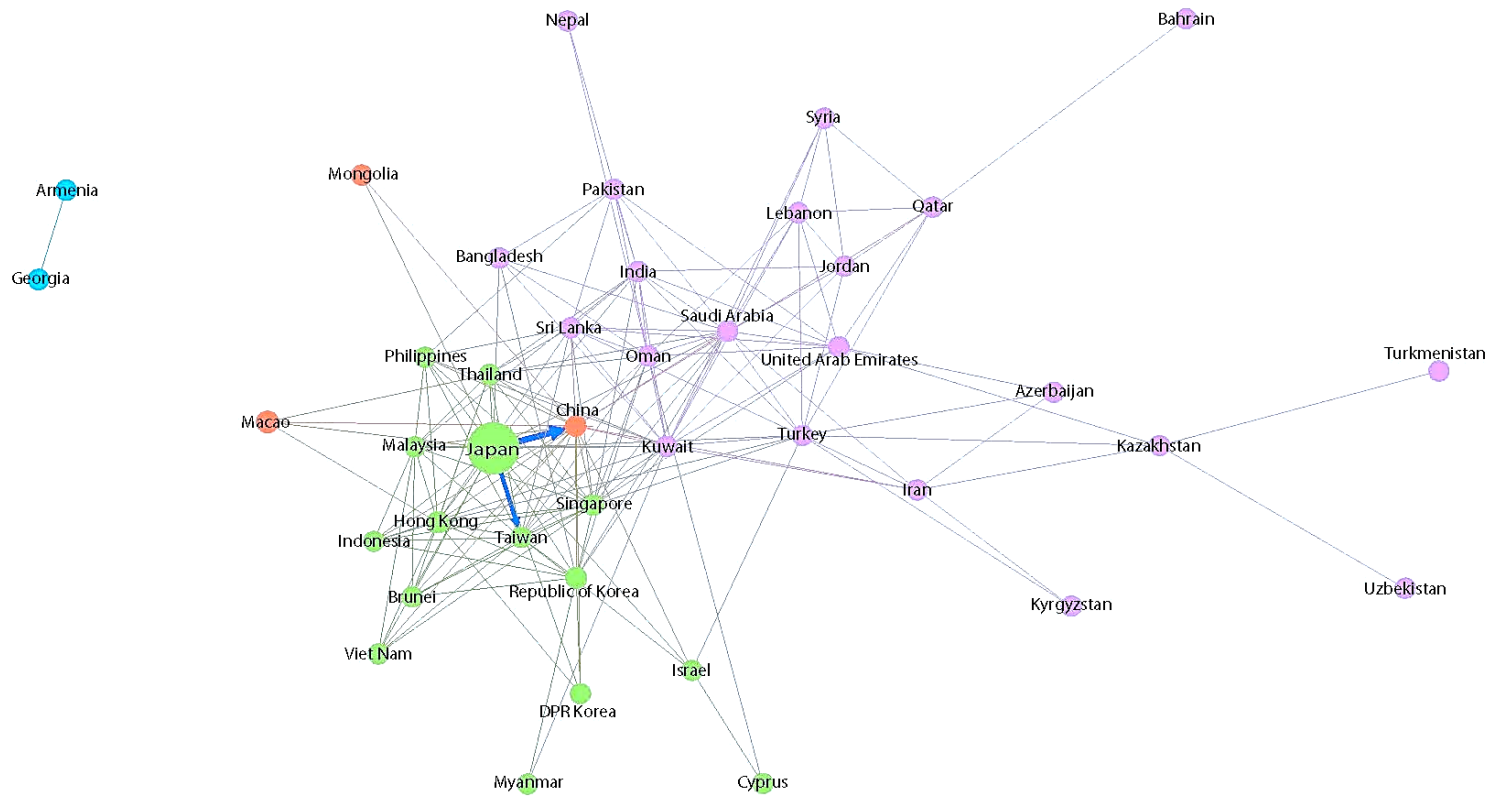 Nepal
Bahrain
Syria
Mongolia
Armenia
Pakistan
Lebanon
Qatar
Bangladesh
India
Jordan
Georgia
Saudi Arabia
Sri Lanka
Philippines
Oman
United Arab Emirates
Turkmenistan
Thailand
Azerbaijan
China
Macao
Malaysia
Japan
Kuwait
Turkey
Kazakhstan
Iran
Singapore
Hong Kong
Indonesia
Taiwan
Republic of Korea
Brunei
Kyrgyzstan
Uzbekistan
Viet Nam
Israel
DPR Korea
Myanmar
Cyprus